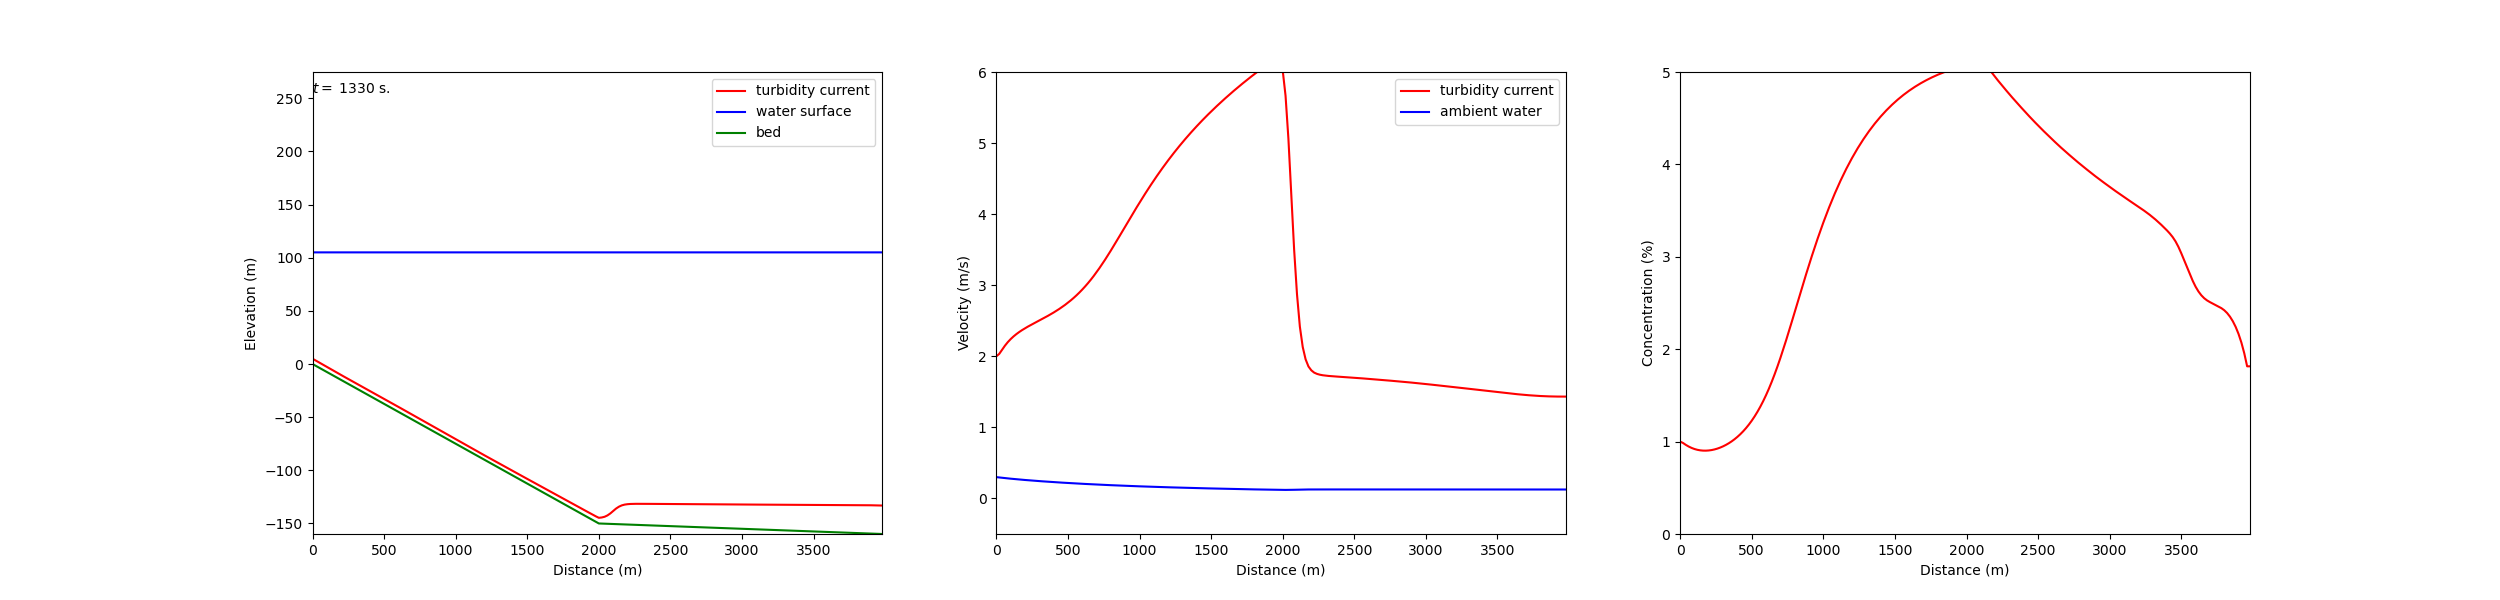 t = 1330 s.
turbidity current
water surface
bed
250
200
150
100
50
0
−50
−100
−150
Elevation (m)
0 500 1000 1500 2000 2500 3000 3500
Distance (m)
turbidity current
ambient water
6
5
4
3
2
1
0
Velocity (m/s)
0 500 1000 1500 2000 2500 3000 3500
Distance (m)
5
4
3
2
1
0
Concentration (%)
0 500 1000 1500 2000 2500 3000 3500
Distance (m)